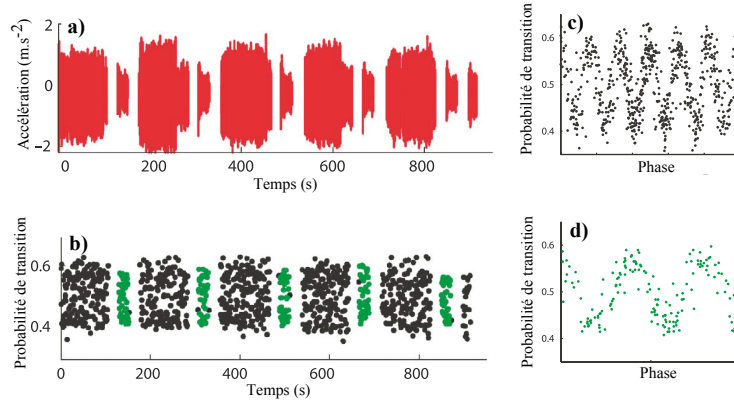 a)
Accélération (m.s-2)
2
0
−2
0 200 400 600 800
Temps (s)
b)
Probabilité de transition
0.6
0.4
0 200 400 600 800
Temps (s)
c)
Probabilité de transition
0.6
0.5
0.4
Phase
d)
Probabilité de transition
0.6
0.5
0.4
Phase